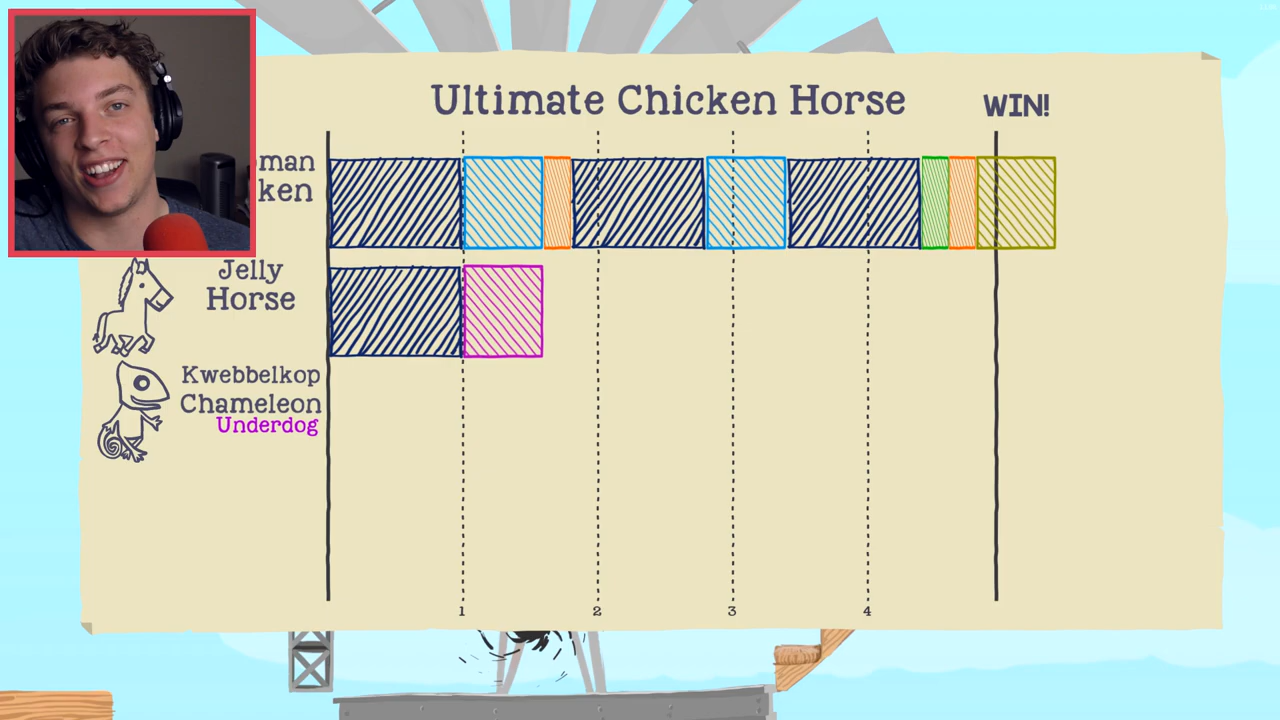 Ultimate Chicken Horse
WIN!
man
ken
Jelly
Horse
Kwebbelkop
Chameleon
Underdog
1 2 3 4